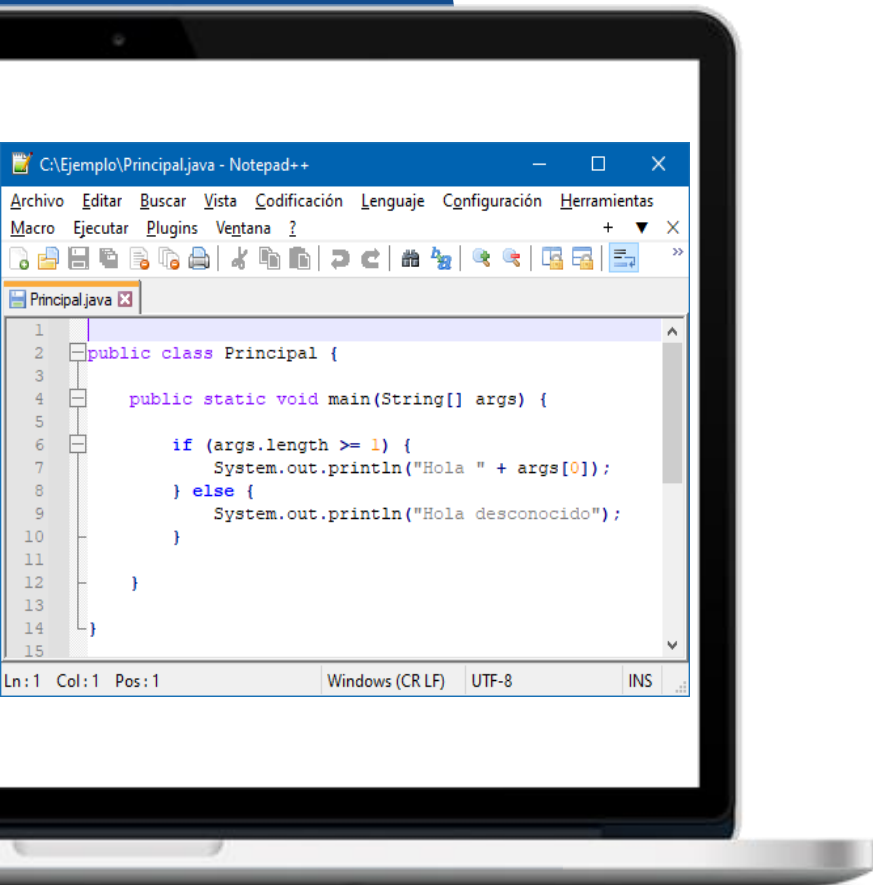 C:\Ejemplo\Principal.java - Notepad++
Archivo Editar Buscar Vista Codificación Lenguaje Configuración Herramientas
Macro Ejecutar Plugins Ventana ? + ▼ X
Principal.java
1
2 public class Principal {
3
4 public static void main(String[] args) {
5
6 if (args.length >= 1) {
7 System.out.println("Hola " + args[0]);
8 } else {
9 System.out.println("Hola desconocido");
10 }
11
12 }
13
14 }
15
Ln : 1 Col : 1 Pos : 1 Windows (CR LF) UTF-8 INS